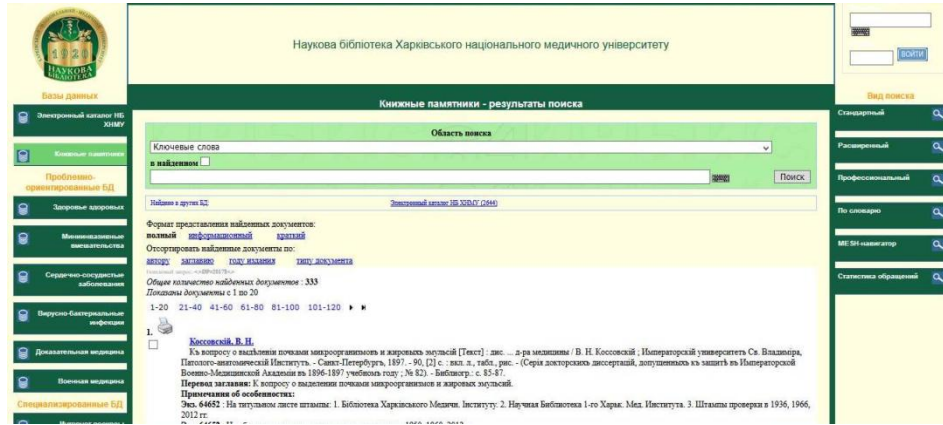 1920
НАУКОВА
БІБЛІОТЕКА
Наукова бібліотека Харківського національного медичного університету
ВОЙТИ
Базы данных
Электронный каталог НБ
ХНМУ
Книжные памятники
Проблемно-
ориентированные БД
Здоровье здоровых
Миниинвазивные
вмешательства
Сердечно-сосудистые
заболевания
Вирусно-бактериальные
инфекции
Доказательная медицина
Военная медицина
Специализированные БД
Книжные памятники - результаты поиска
Область поиска
Ключевые слова
в найденном
Поиск
Найдено в других БД:
Электронный каталог НБ ХНМУ (2644)
Формат представления найденных документов:
полный информационный краткий
Отсортировать найденные документы по:
автору заглавию году издания типу документа
Общее количество найденных документов : 333
Показаны документы с 1 по 20
1-20 21-40 41-60 61-80 81-100 101-120
1.
Коссовскій, В. Н.
Къ вопросу о выдѣленіи почками микроорганизмовъ и жировыхъ эмульсій [Текст] : дис. ... д-ра медицины / В. Н. Коссовскій ; Императорскій университетъ Св. Владиміра,
Патолого-анатомическій Институтъ. - Санкт-Петербургъ, 1897. - 90, [2] с. : вкл. л., табл., рис. - (Серія докторскихъ диссертацій, допущенныхъ къ защитѣ въ Императорской
Военно-Медицинской Академіи въ 1896-1897 учебномъ году ; № 82). - Библиогр.: с. 85-87.
Перевод заглавия: К вопросу о выделении почками микроорганизмов и жировых эмульсий.
Примечания об особенностях:
Экз. 64652 : На титульном листе штампы: 1. Бібліотека Харківського Медичн. Інституту. 2. Научная Библиотека 1-го Харьк. Мед. Института. 3. Штампы проверки в 1936, 1966,
2012 гг.
Вид поиска
Стандартный
Расширенный
Профессиональный
По словарю
MESH-навигатор
Статистика обращений